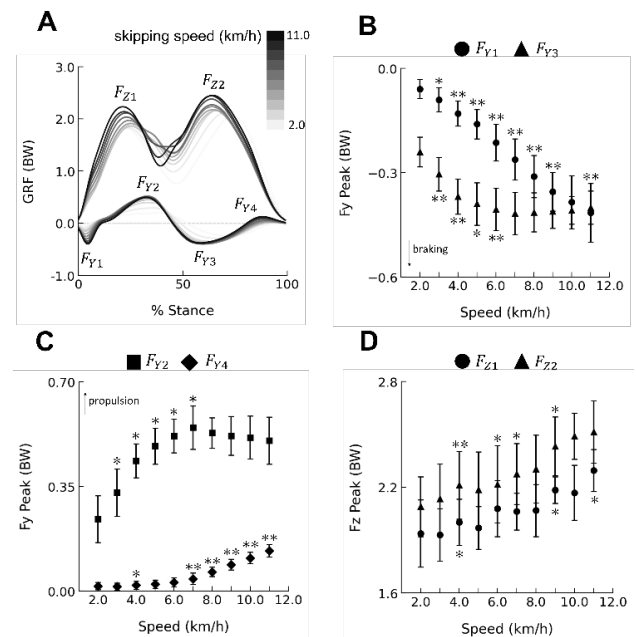 A
skipping speed (km/h)
11.0
2.0
3.0
2.0
1.0
0.0
-1.0
GRF (BW)
F_Z1
F_Z2
F_Y2
F_Y4
F_Y1
F_Y3
0
50
100
% Stance
B
F_Y1 F_Y3
0.0
−0.3
−0.6
Fy Peak (BW)
* ** ** ** ** ** ** ** **
** ** * **
braking
2.0 4.0 6.0 8.0 10.0 12.0
Speed (km/h)
C
F_Y2 F_Y4
0.70
0.35
0.00
Fy Peak (BW)
propulsion
* * * * *
* ** ** ** ** **
2.0 4.0 6.0 8.0 10.0 12.0
Speed (km/h)
D
F_Z1 F_Z2
2.8
2.2
1.6
Fz Peak (BW)
** * * *
* * *
2.0 4.0 6.0 8.0 10.0 12.0
Speed (km/h)